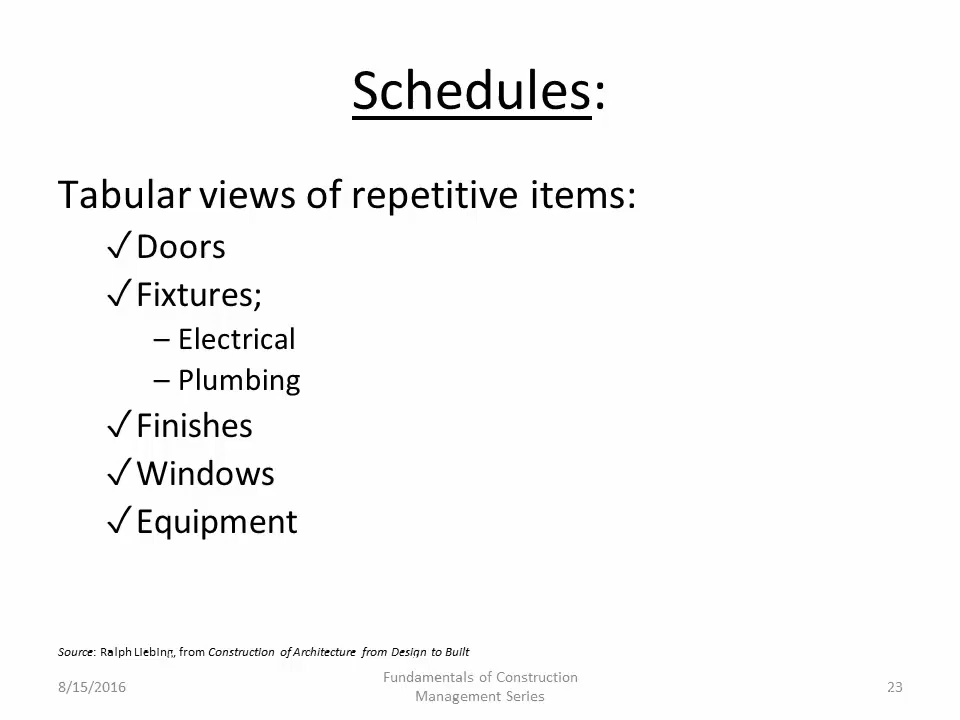 Schedules:
Tabular views of repetitive items:
✓Doors
✓Fixtures;
– Electrical
– Plumbing
✓Finishes
✓Windows
✓Equipment
Source: Ralph Liebing, from Construction of Architecture from Design to Built
8/15/2016
Fundamentals of Construction
Management Series
23